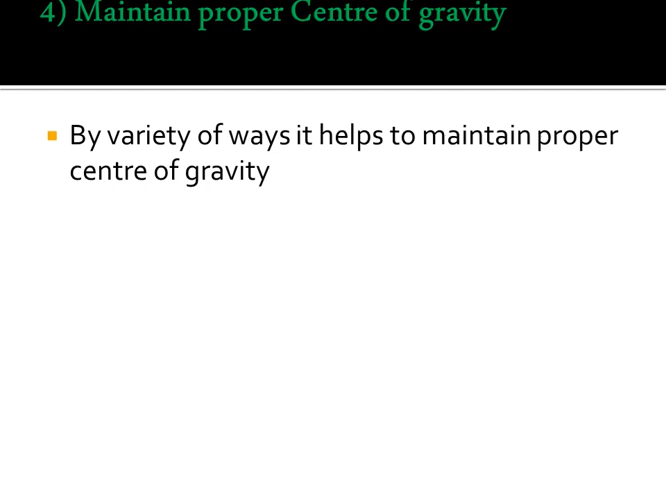 4) Maintain proper Centre of gravity
By variety of ways it helps to maintain proper
centre of gravity